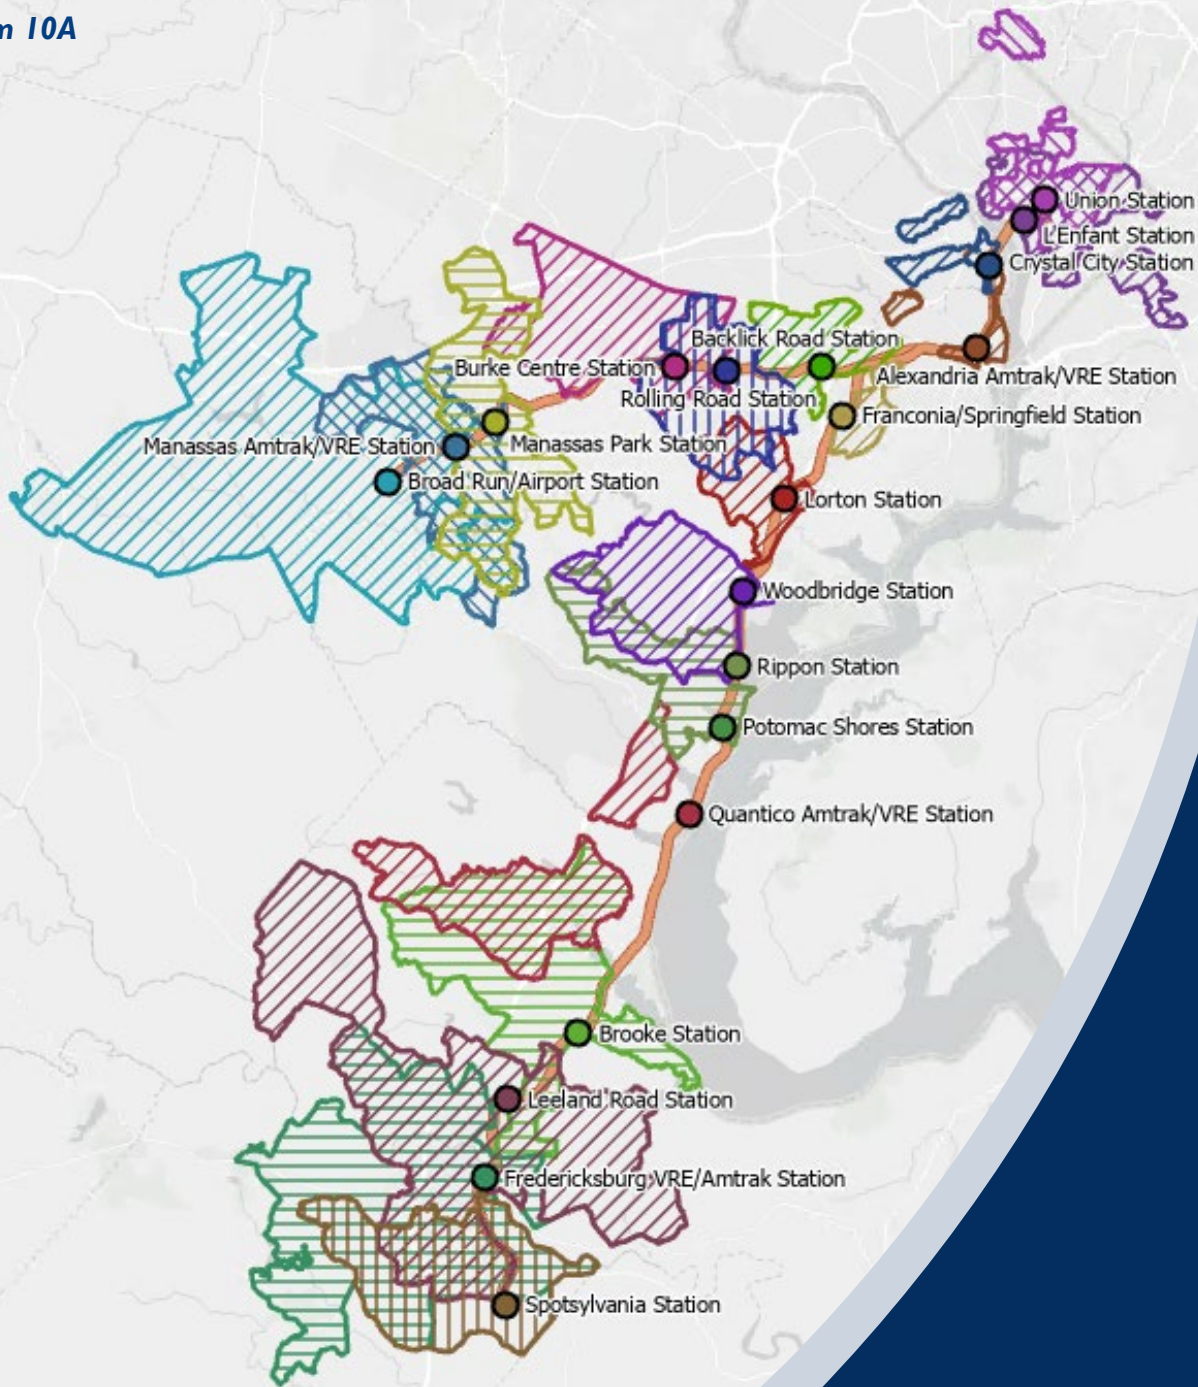 m 10A
Union Station
L'Enfant Station
Crystal City Station
Backlick Road Station
Burke Centre Station
Alexandria Amtrak/VRE Station
Rolling Road Station
Franconia/Springfield Station
Manassas Amtrak/VRE Station
Manassas Park Station
Broad Run/Airport Station
Lorton Station
Woodbridge Station
Rippon Station
Potomac Shores Station
Quantico Amtrak/VRE Station
Brooke Station
Leeland Road Station
Fredericksburg VRE/Amtrak Station
Spotsylvania Station